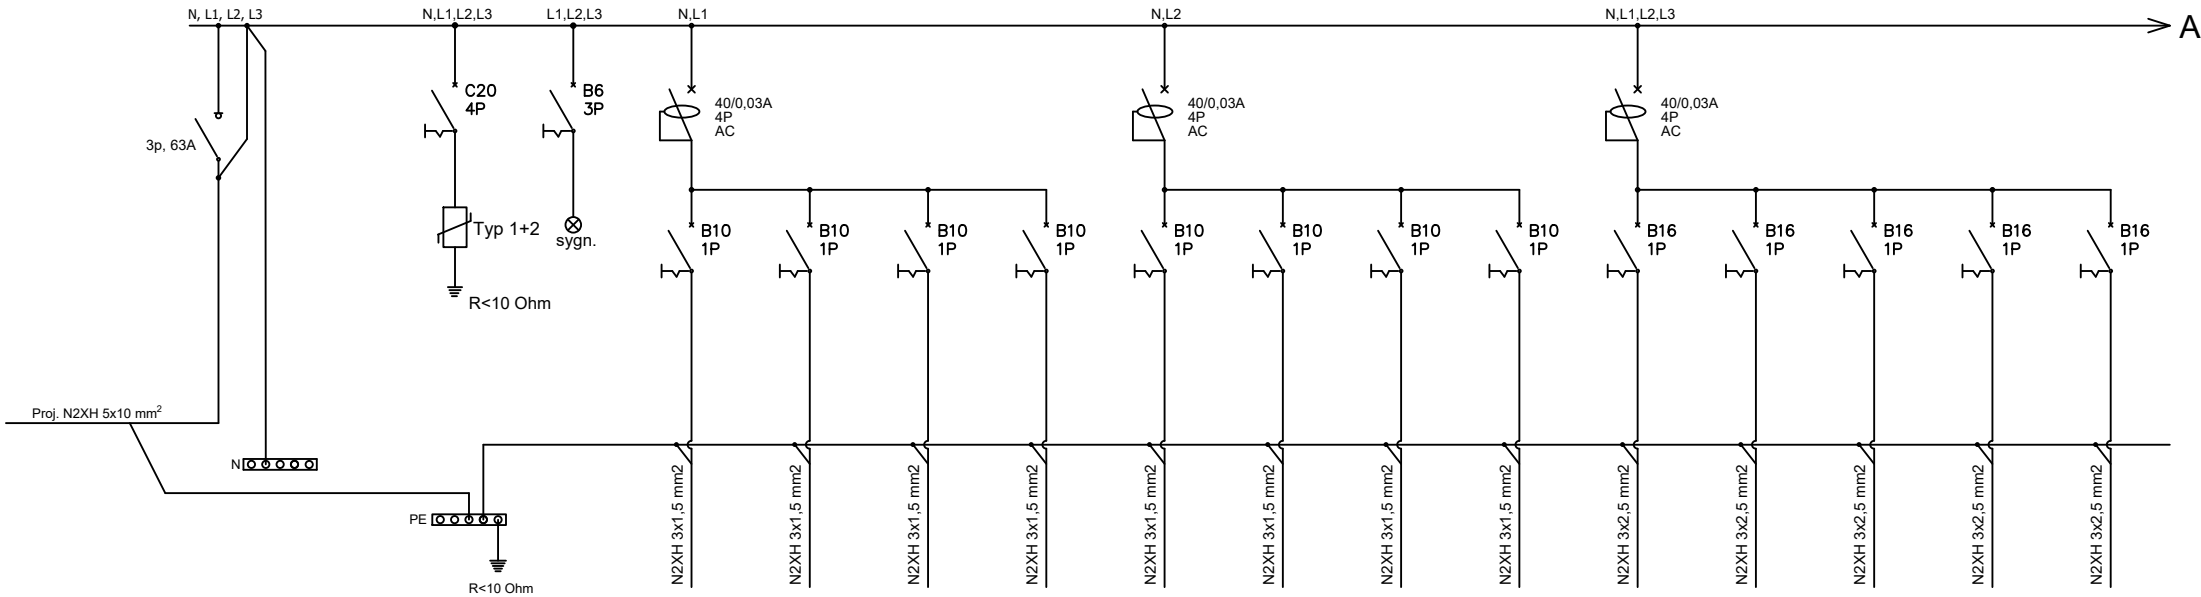 N, L1, L2, L3
N,L1,L2,L3
L1,L2,L3
N,L1
N,L2
N,L1,L2,L3
A
3p, 63A
C20
4P
B6
3P
40/0,03A
4P
AC
40/0,03A
4P
AC
40/0,03A
4P
AC
Typ 1+2
sygn.
R<10 Ohm
B10
1P
B10
1P
B10
1P
B10
1P
B10
1P
B10
1P
B10
1P
B10
1P
B16
1P
B16
1P
B16
1P
B16
1P
B16
1P
Proj. N2XH 5x10 mm²
N
PE
R<10 Ohm
N2XH 3x1,5 mm2
N2XH 3x1,5 mm2
N2XH 3x1,5 mm2
N2XH 3x1,5 mm2
N2XH 3x1,5 mm2
N2XH 3x1,5 mm2
N2XH 3x1,5 mm2
N2XH 3x1,5 mm2
N2XH 3x2,5 mm2
N2XH 3x2,5 mm2
N2XH 3x2,5 mm2
N2XH 3x2,5 mm2
N2XH 3x2,5 mm2